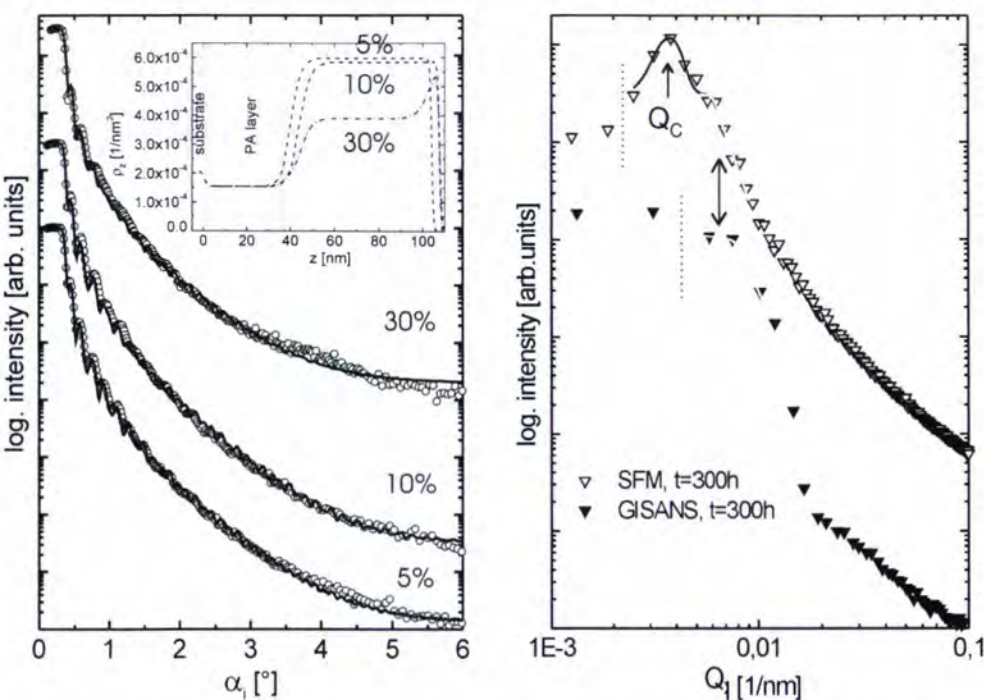 log. intensity [arb. units]
5%
6.0x10⁻⁴
5.0x10⁻⁴
4.0x10⁻⁴
3.0x10⁻⁴
2.0x10⁻⁴
1.0x10⁻⁴
0.0
ρz [1/nm²]
substrate
PA layer
10%
30%
0 20 40 60 80 100
z [nm]
30%
10%
5%
0 1 2 3 4 5 6
αi [°]
log. intensity [arb.units]
QC
SFM, t=300h
GISANS, t=300h
1E-3 0,01 0,1
[1/nm]